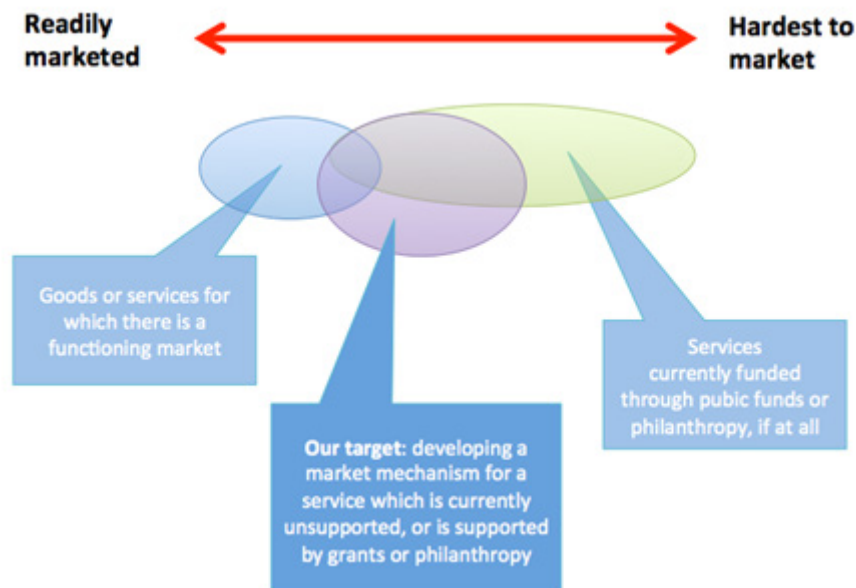 Readily
marketed
Hardest to
market
Goods or services for
which there is a
functioning market
Services
currently funded
through pubic funds or
philanthropy, if at all
Our target: developing a
market mechanism for a
service which is currently
unsupported, or is supported
by grants or philanthropy